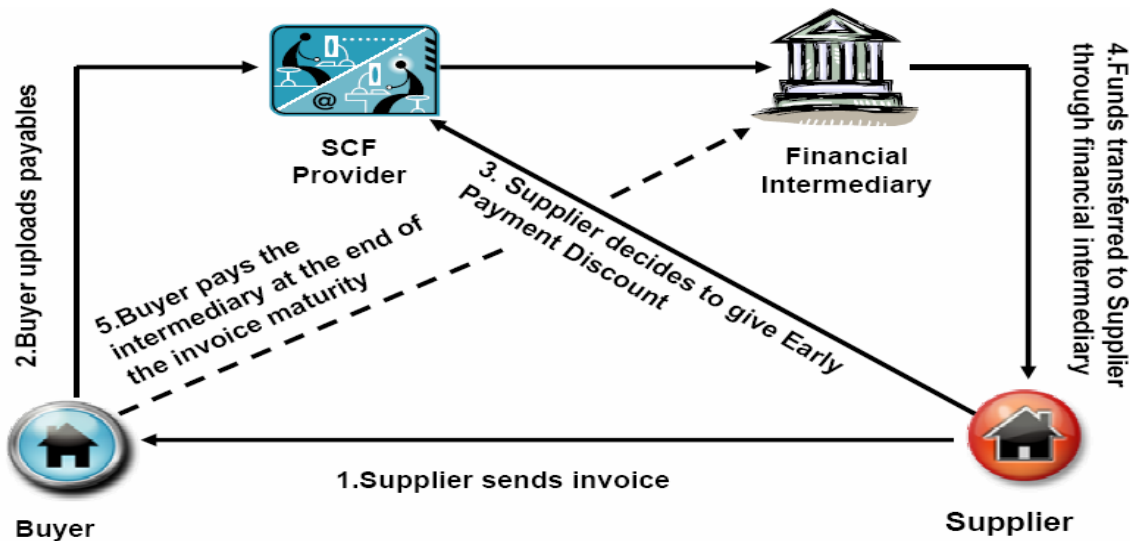 SCF
Provider
@
Financial
Intermediary
2.Buyer uploads payables
3. Supplier decides to give Early
Payment Discount
4.Funds transferred to Supplier
through financial intermediary
5.Buyer pays the
intermediary at the end of
the invoice maturity
1.Supplier sends invoice
Buyer
Supplier